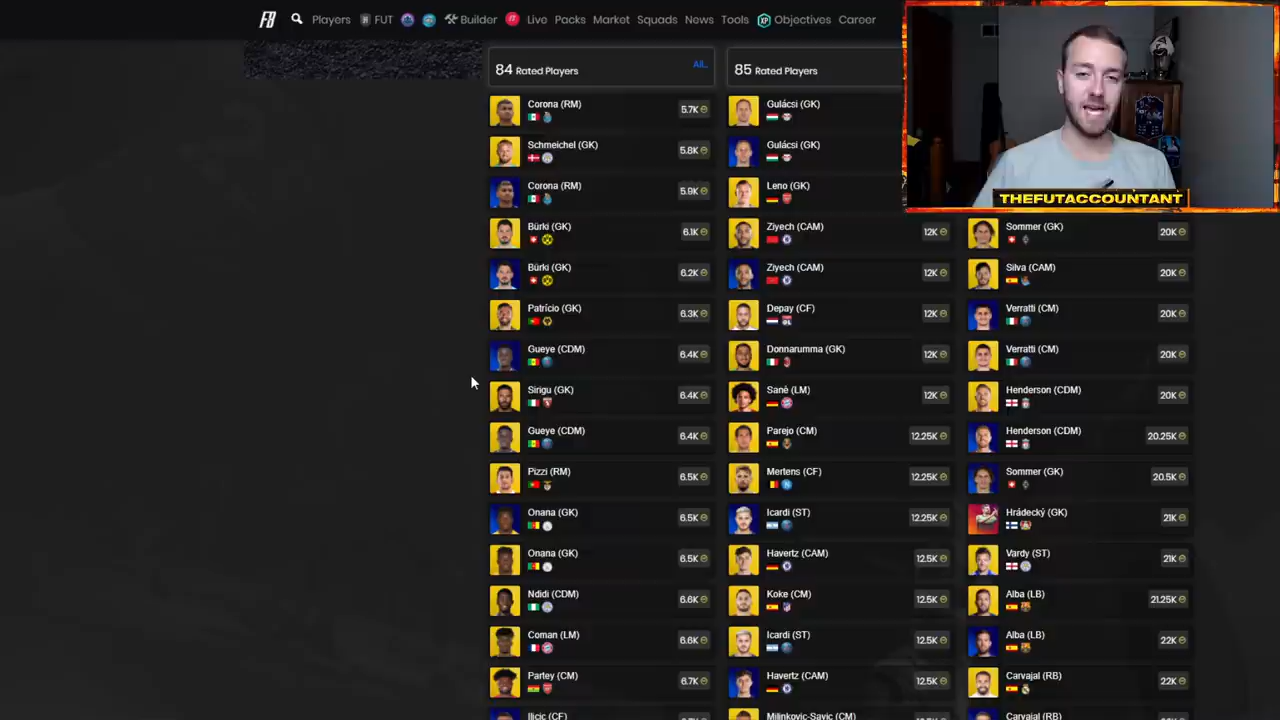 Players FUT Builder Live Packs Market Squads News Tools XP Objectives Career
84 Rated Players All..
Corona (RM) 5.7K
Schmeichel (GK) 5.8K
Corona (RM) 5.9K
Bürki (GK) 6.1K
Bürki (GK) 6.2K
Patrício (GK) 6.3K
Gueye (CDM) 6.4K
Sirigu (GK) 6.4K
Gueye (CDM) 6.4K
Pizzi (RM) 6.5K
Onana (GK) 6.5K
Onana (GK) 6.5K
Ndidi (CDM) 6.6K
Coman (LM) 6.6K
Partey (CM) 6.7K
Ilicic (CF)
85 Rated Players
Gulácsi (GK)
Gulácsi (GK)
Leno (GK)
Ziyech (CAM) 12K
Ziyech (CAM) 12K
Depay (CF) 12K
Donnarumma (GK) 12K
Sané (LM) 12K
Parejo (CM) 12.25K
Mertens (CF) 12.25K
Icardi (ST) 12.25K
Havertz (CAM) 12.5K
Koke (CM) 12.5K
Icardi (ST) 12.5K
Havertz (CAM) 12.5K
Milinkovic-Savic (CM)
THEFUTACCOUNTANT
Sommer (GK) 20K
Silva (CAM) 20K
Verratti (CM) 20K
Verratti (CM) 20K
Henderson (CDM) 20K
Henderson (CDM) 20.25K
Sommer (GK) 20.5K
Hrádecký (GK) 21K
Vardy (ST) 21K
Alba (LB) 21.25K
Alba (LB) 22K
Carvajal (RB) 22K
Carvajal (RB)